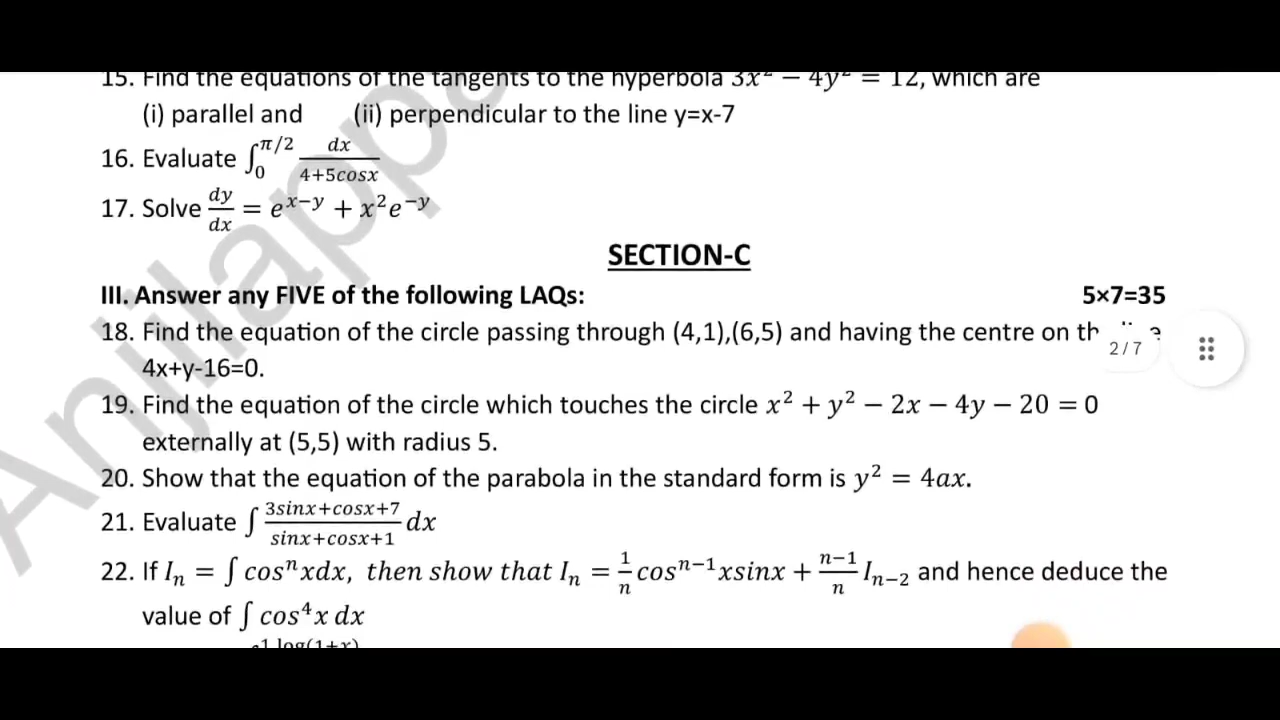 15. Find the equations of the tangents to the hyperbola 3x² − 4y² = 12, which are
(i) parallel and (ii) perpendicular to the line y=x-7
16. Evaluate ∫₀^{π/2} dx/(4+5cosx)
17. Solve dy/dx = e^{x−y} + x²e^{−y}
SECTION-C
III. Answer any FIVE of the following LAQs: 5×7=35
18. Find the equation of the circle passing through (4,1),(6,5) and having the centre on
4x+y-16=0.
2/7
19. Find the equation of the circle which touches the circle x² + y² − 2x − 4y − 20 = 0
externally at (5,5) with radius 5.
20. Show that the equation of the parabola in the standard form is y² = 4ax.
21. Evaluate ∫ (3sinx+cosx+7)/(sinx+cosx+1) dx
22. If Iₙ = ∫ cosⁿxdx, then show that Iₙ = 1/n cosⁿ⁻¹xsinx + (n−1)/n Iₙ₋₂ and hence deduce the
value of ∫ cos⁴x dx
log(1+x)
Anjilapp